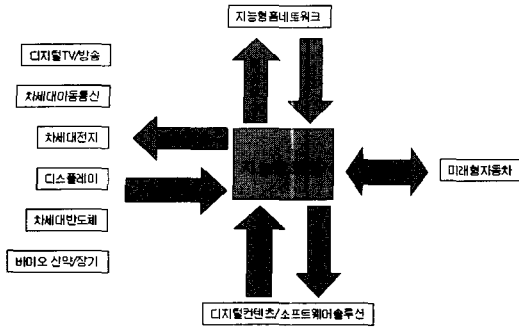 지능형홈네트워크
디지털TV/방송
차세대이동통신
차세대전지
디스플레이
차세대반도체
바이오 신약/장기
미래형자동차
디지털컨텐츠/소프트웨어솔루션